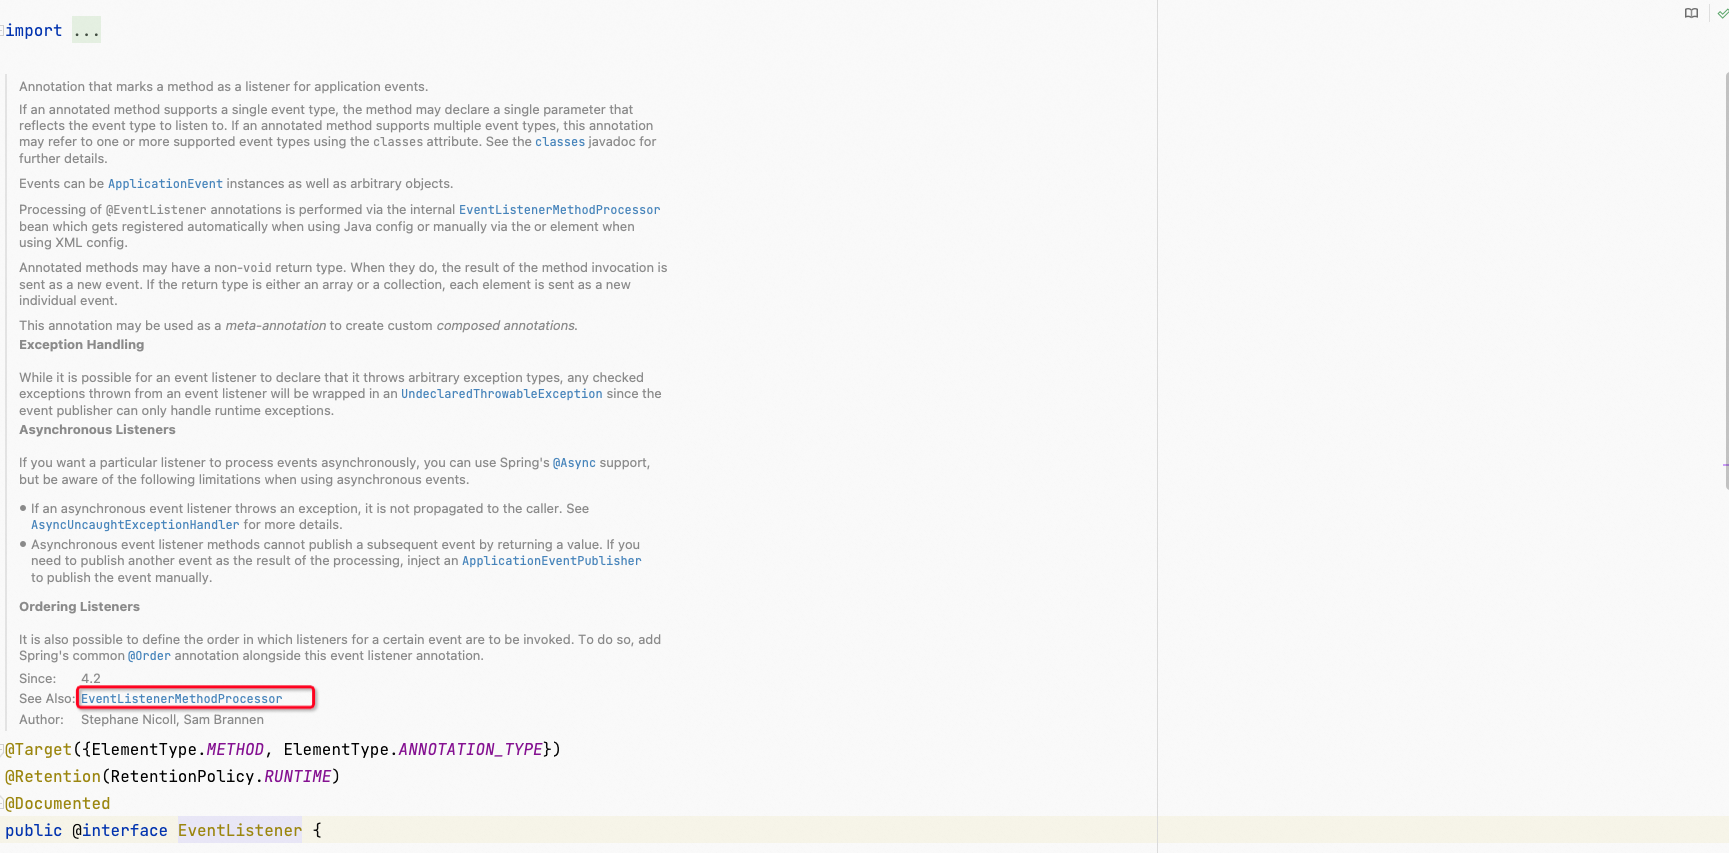 import ...
Annotation that marks a method as a listener for application events.
If an annotated method supports a single event type, the method may declare a single parameter that
reflects the event type to listen to. If an annotated method supports multiple event types, this annotation
may refer to one or more supported event types using the classes attribute. See the classes javadoc for
further details.
Events can be ApplicationEvent instances as well as arbitrary objects.
Processing of @EventListener annotations is performed via the internal EventListenerMethodProcessor
bean which gets registered automatically when using Java config or manually via the or element when
using XML config.
Annotated methods may have a non-void return type. When they do, the result of the method invocation is
sent as a new event. If the return type is either an array or a collection, each element is sent as a new
individual event.
This annotation may be used as a meta-annotation to create custom composed annotations.
Exception Handling
While it is possible for an event listener to declare that it throws arbitrary exception types, any checked
exceptions thrown from an event listener will be wrapped in an UndeclaredThrowableException since the
event publisher can only handle runtime exceptions.
Asynchronous Listeners
If you want a particular listener to process events asynchronously, you can use Spring's @Async support,
but be aware of the following limitations when using asynchronous events.
• If an asynchronous event listener throws an exception, it is not propagated to the caller. See
AsyncUncaughtExceptionHandler for more details.
• Asynchronous event listener methods cannot publish a subsequent event by returning a value. If you
need to publish another event as the result of the processing, inject an ApplicationEventPublisher
to publish the event manually.
Ordering Listeners
It is also possible to define the order in which listeners for a certain event are to be invoked. To do so, add
Spring's common @Order annotation alongside this event listener annotation.
Since: 4.2
See Also: EventListenerMethodProcessor
Author: Stephane Nicoll, Sam Brannen
@Target({ElementType.METHOD, ElementType.ANNOTATION_TYPE})
@Retention(RetentionPolicy.RUNTIME)
@Documented
public @interface EventListener {